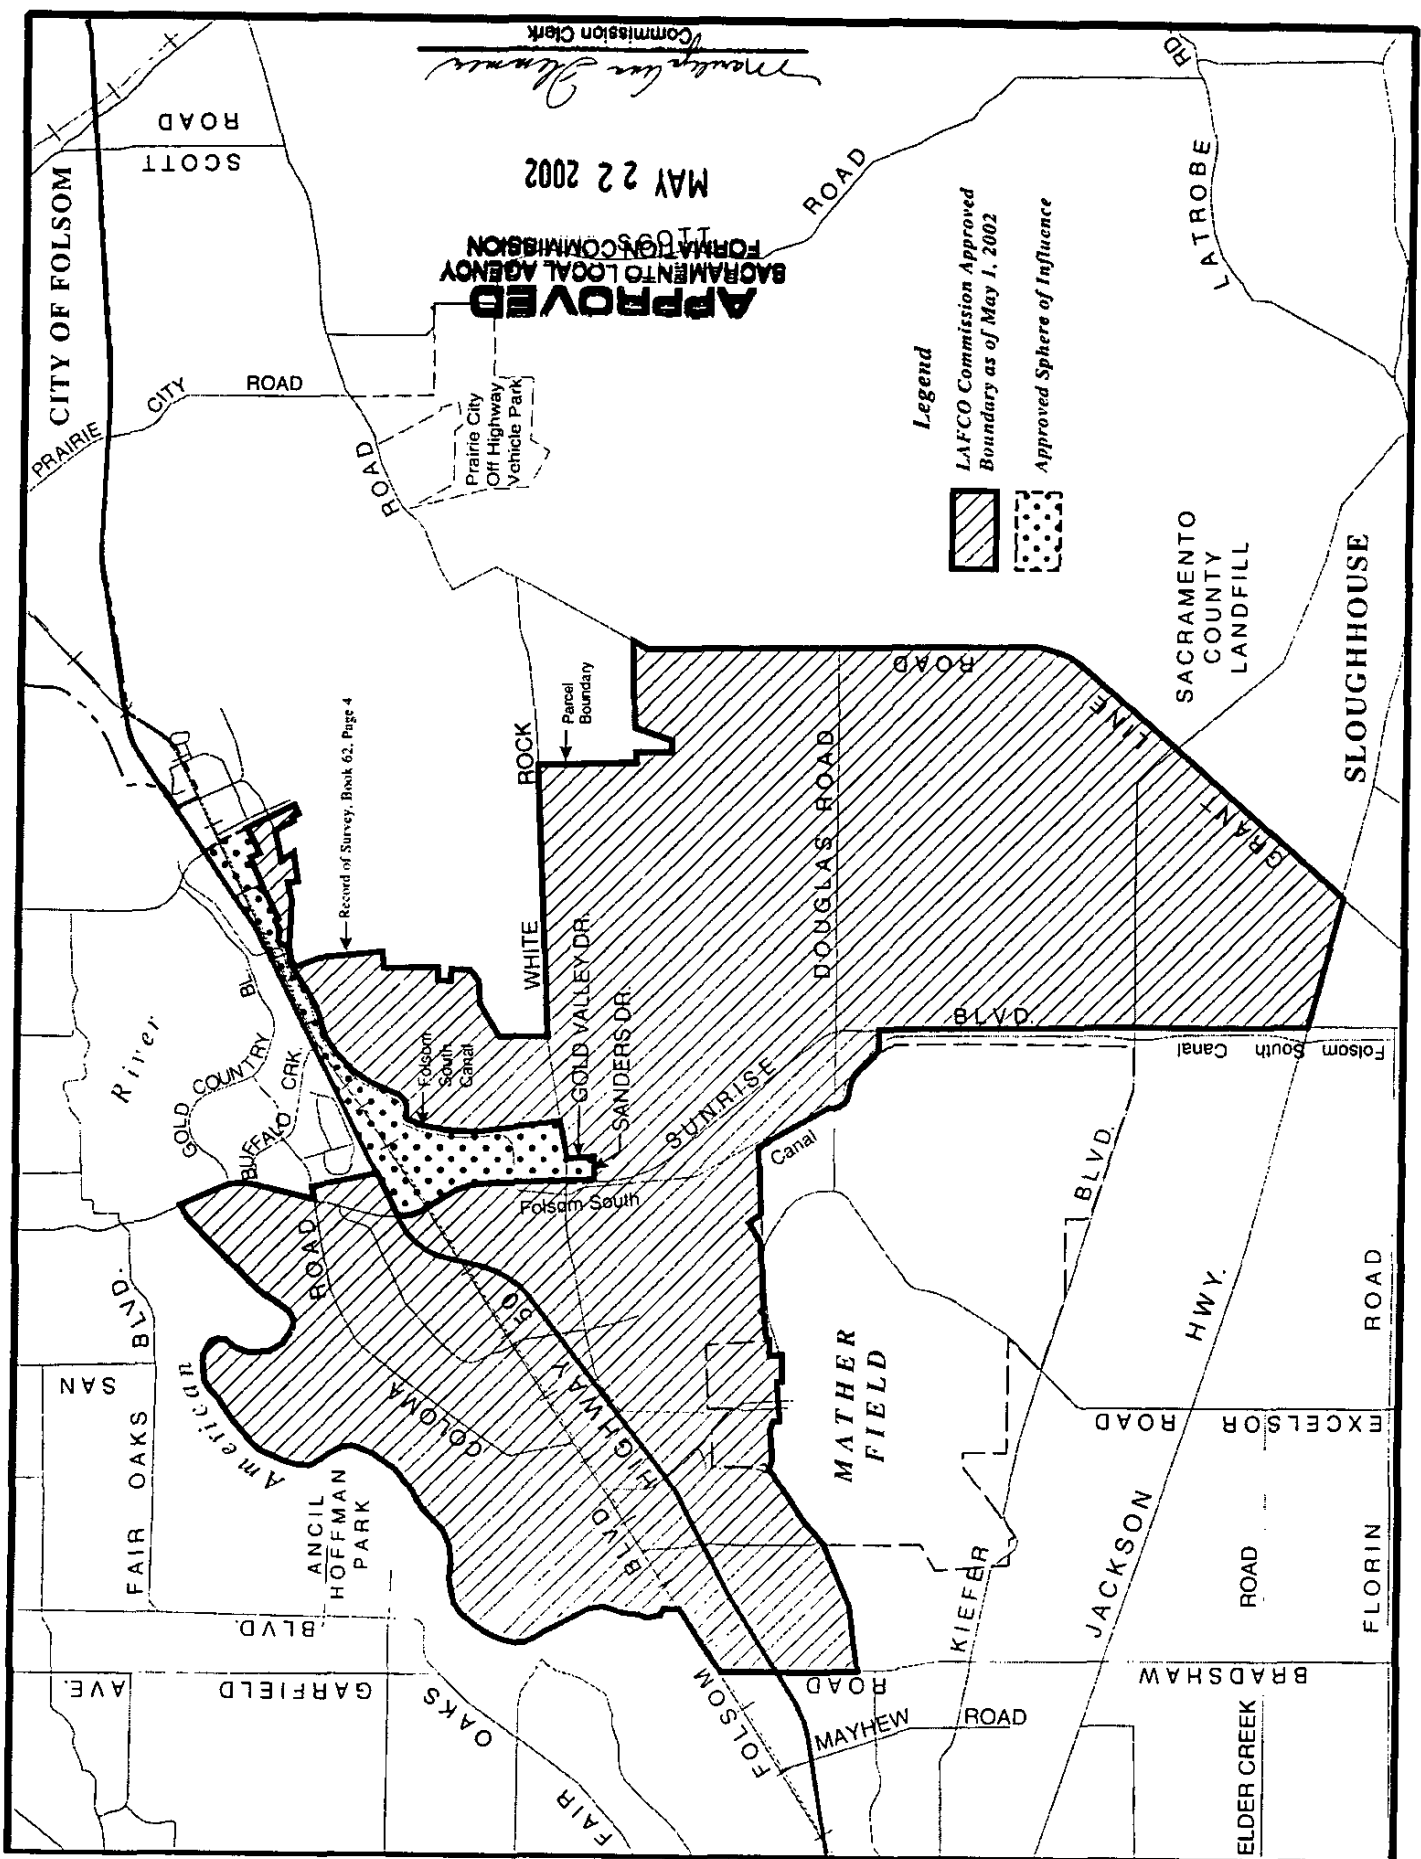 CITY OF FOLSOM
SCOTT
ROAD
Commission Clerk
MAY 2 2 2002
APPROVED
SACRAMENTO LOCAL AGENCY
FORMATION COMMISSION
PRAIRIE
CITY
ROAD
ROAD
Prairie City
Off Highway
Vehicle Park
ROAD
LATROBE
RD
Legend
LAFCO Commission Approved
Boundary as of May 1, 2002
Approved Sphere of Influence
SACRAMENTO
COUNTY
LANDFILL
SLOUGHHOUSE
GRANT
LINE
ROAD
WHITE
ROCK
Parcel
Boundary
Record of Survey, Book 62, Page 4
DOUGLAS ROAD
GOLD VALLEY DR.
SANDERS DR.
Folsom
South
Canal
SUNRISE
BLVD.
Folsom South
Canal
Folsom South Canal
River
American
GOLD
COUNTRY
BL
BUFFALO
CRK.
COLOMA
ROAD
HIGHWAY
50
FOLSOM
BLVD
MATHER
FIELD
SAN
FAIR OAKS BLVD.
ANCIL
HOFFMAN
PARK
BLVD.
GARFIELD
AVE.
FAIR
OAKS
MAYHEW
ROAD
BRADSHAW
ROAD
KIEFER
BLVD.
JACKSON
HWY.
EXCELSOR
ROAD
ELDER CREEK
ROAD
FLORIN
ROAD